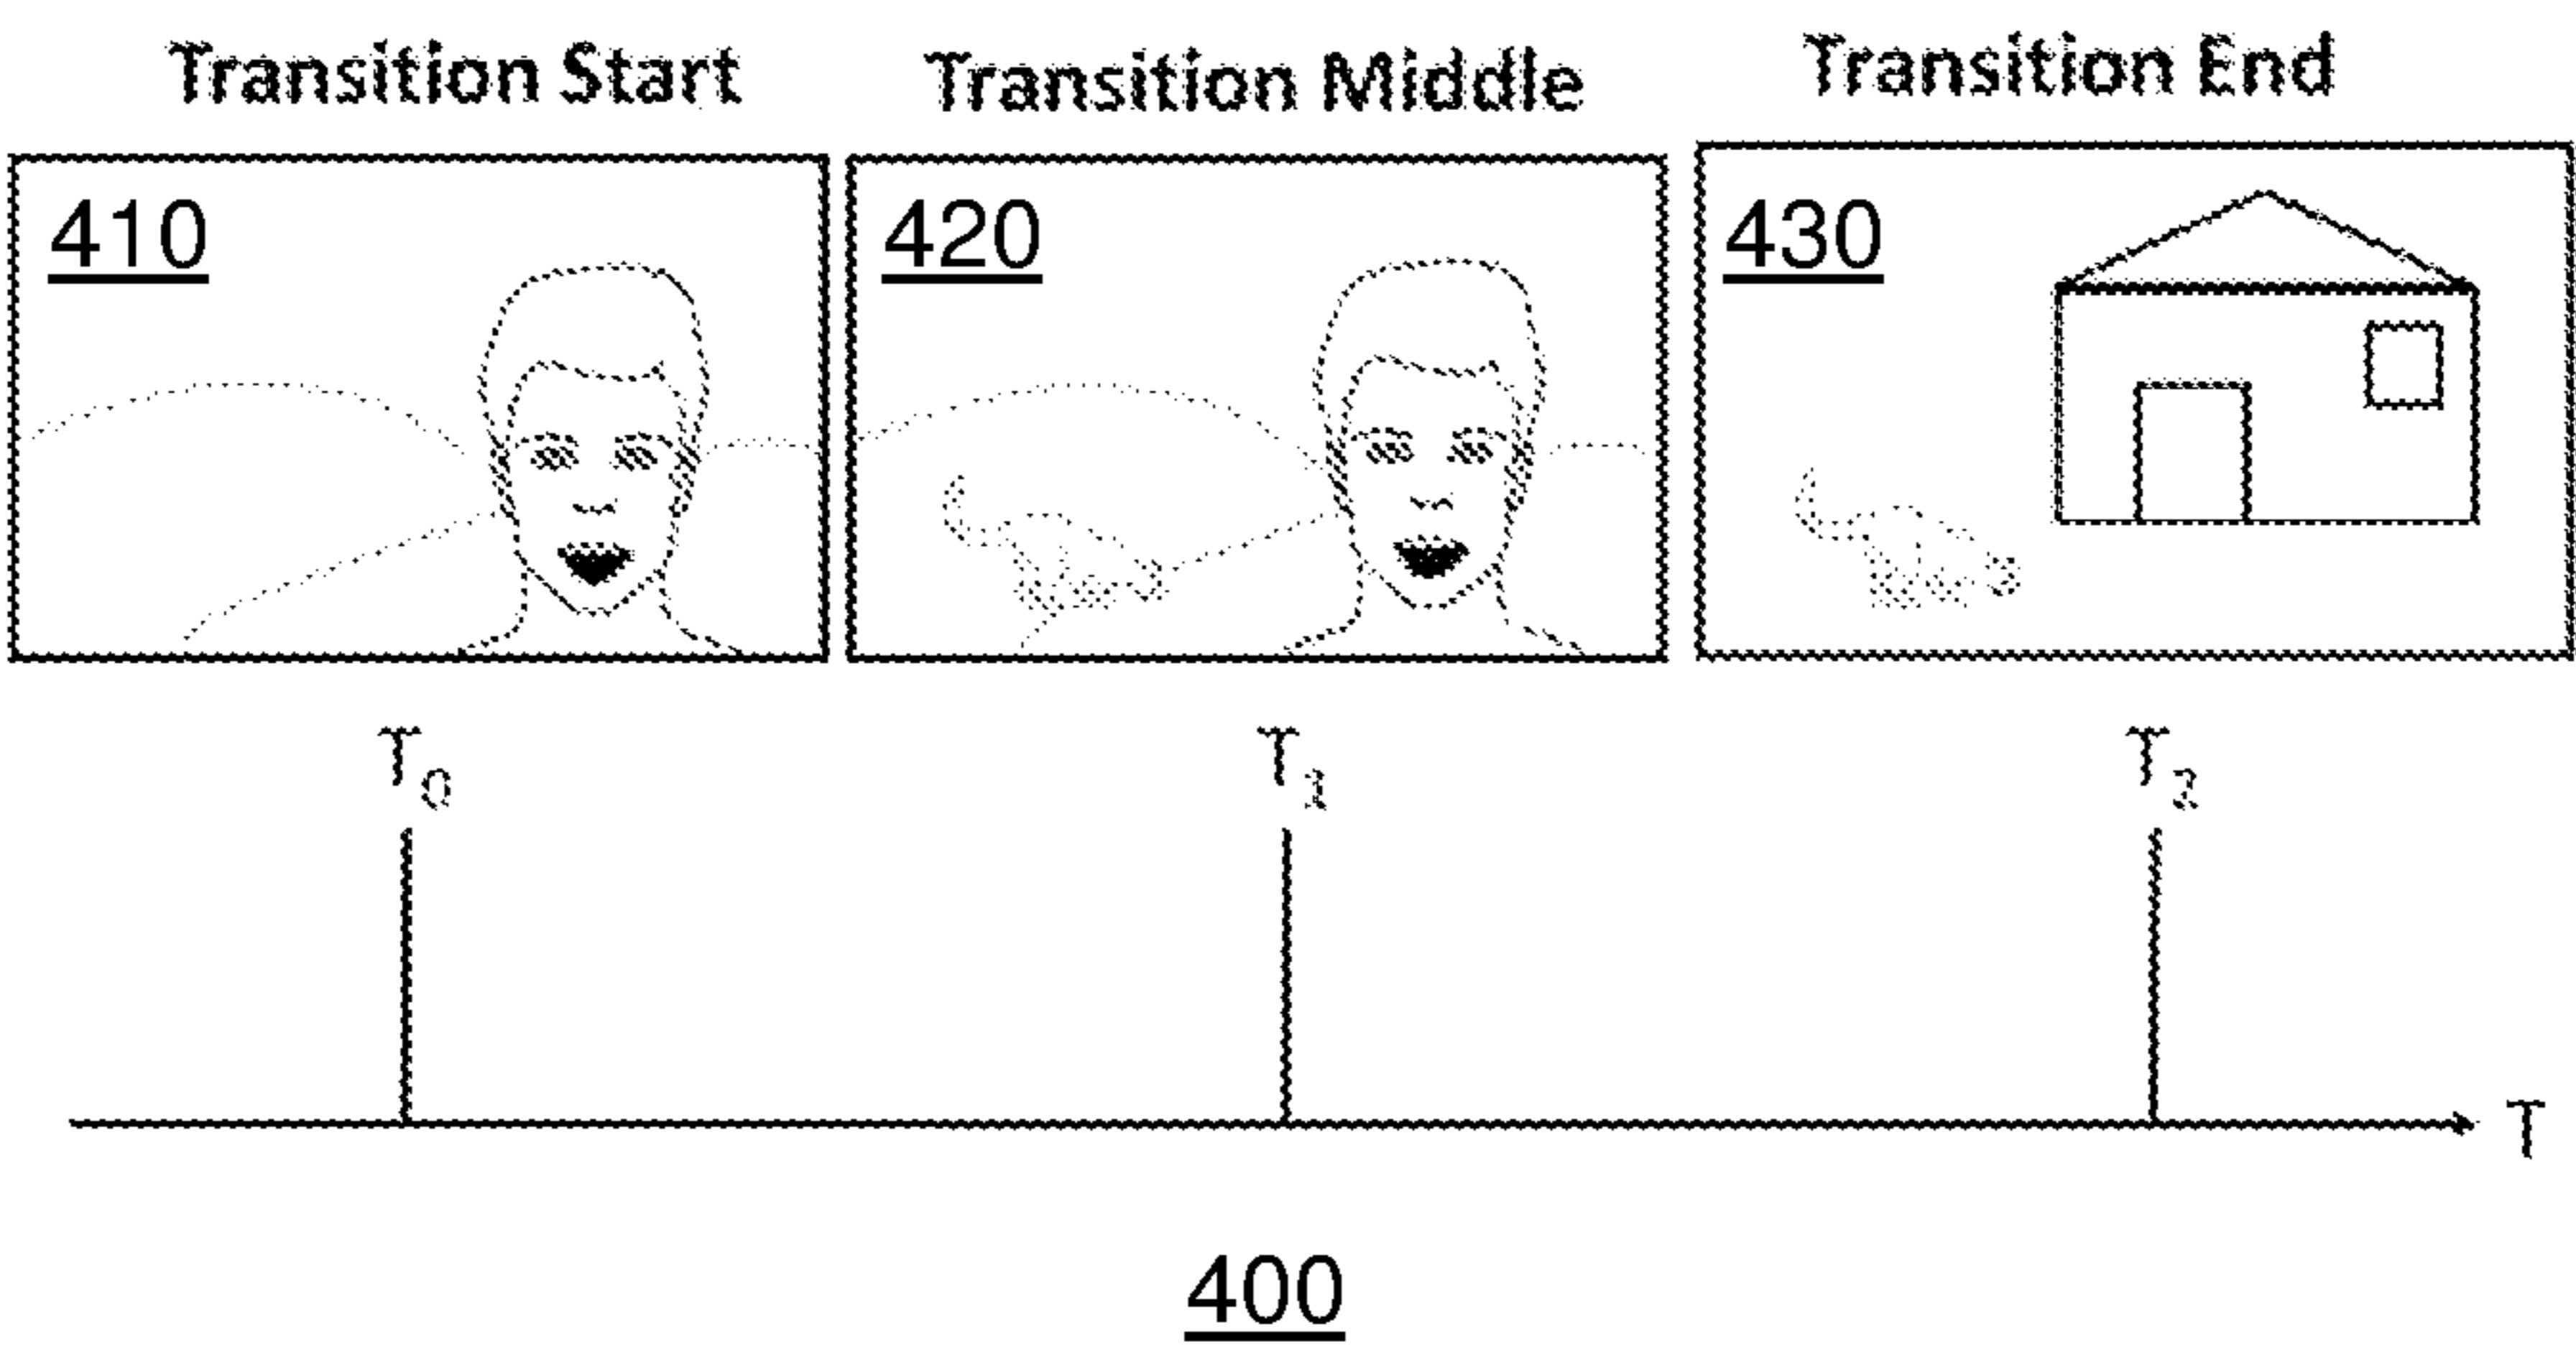 Transition Start Transition Middle Transition End
410 420 430
T0 T1 T2
T
400